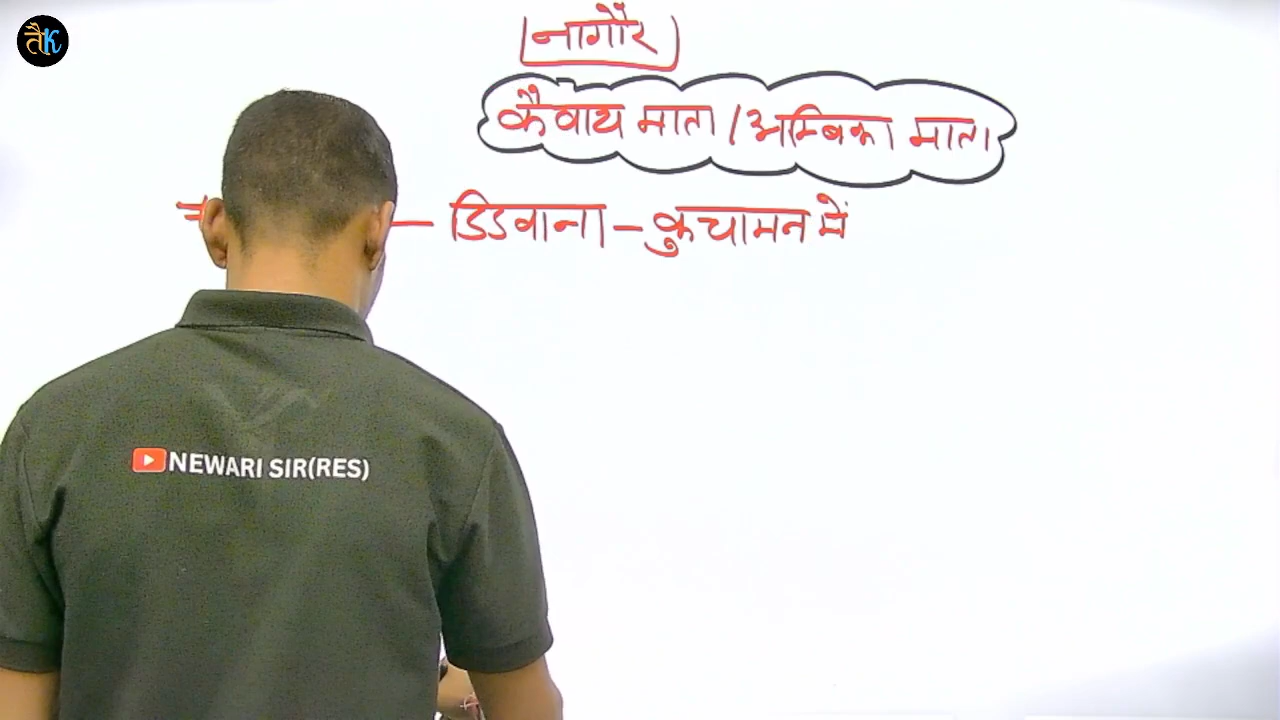 तैK
नागौर
कैवाय माता / अम्बिका माता
— डिडवाना – कुचामन में
NEWARI SIR(RES)